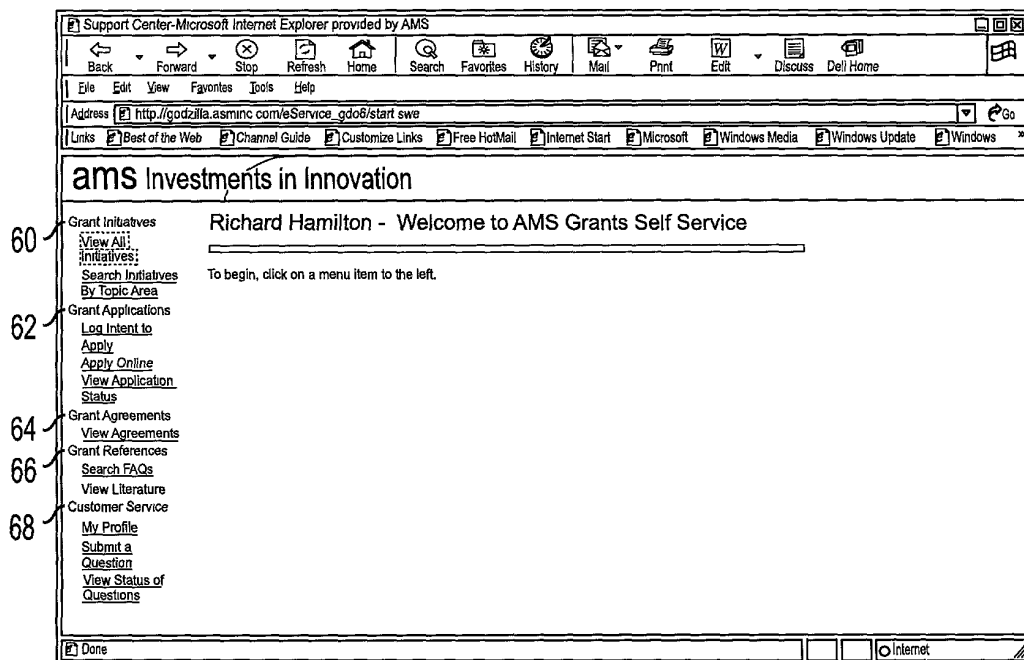 Support Center-Microsoft Internet Explorer provided by AMS
Back Forward Stop Refresh Home Search Favorites History Mail Print Edit Discuss Dell Home
File Edit View Favorites Tools Help
Address http://godzilla.asminc com/eService_gdo6/start swe Go
Links Best of the Web Channel Guide Customize Links Free HotMail Internet Start Microsoft Windows Media Windows Update Windows »
ams Investments in Innovation
Richard Hamilton - Welcome to AMS Grants Self Service
To begin, click on a menu item to the left.
60 Grant Initiatives
View All
Initiatives
Search Initiatives
By Topic Area
62 Grant Applications
Log Intent to
Apply
Apply Online
View Application
Status
64 Grant Agreements
View Agreements
66 Grant References
Search FAQs
View Literature
68 Customer Service
My Profile
Submit a
Question
View Status of
Questions
Done Internet